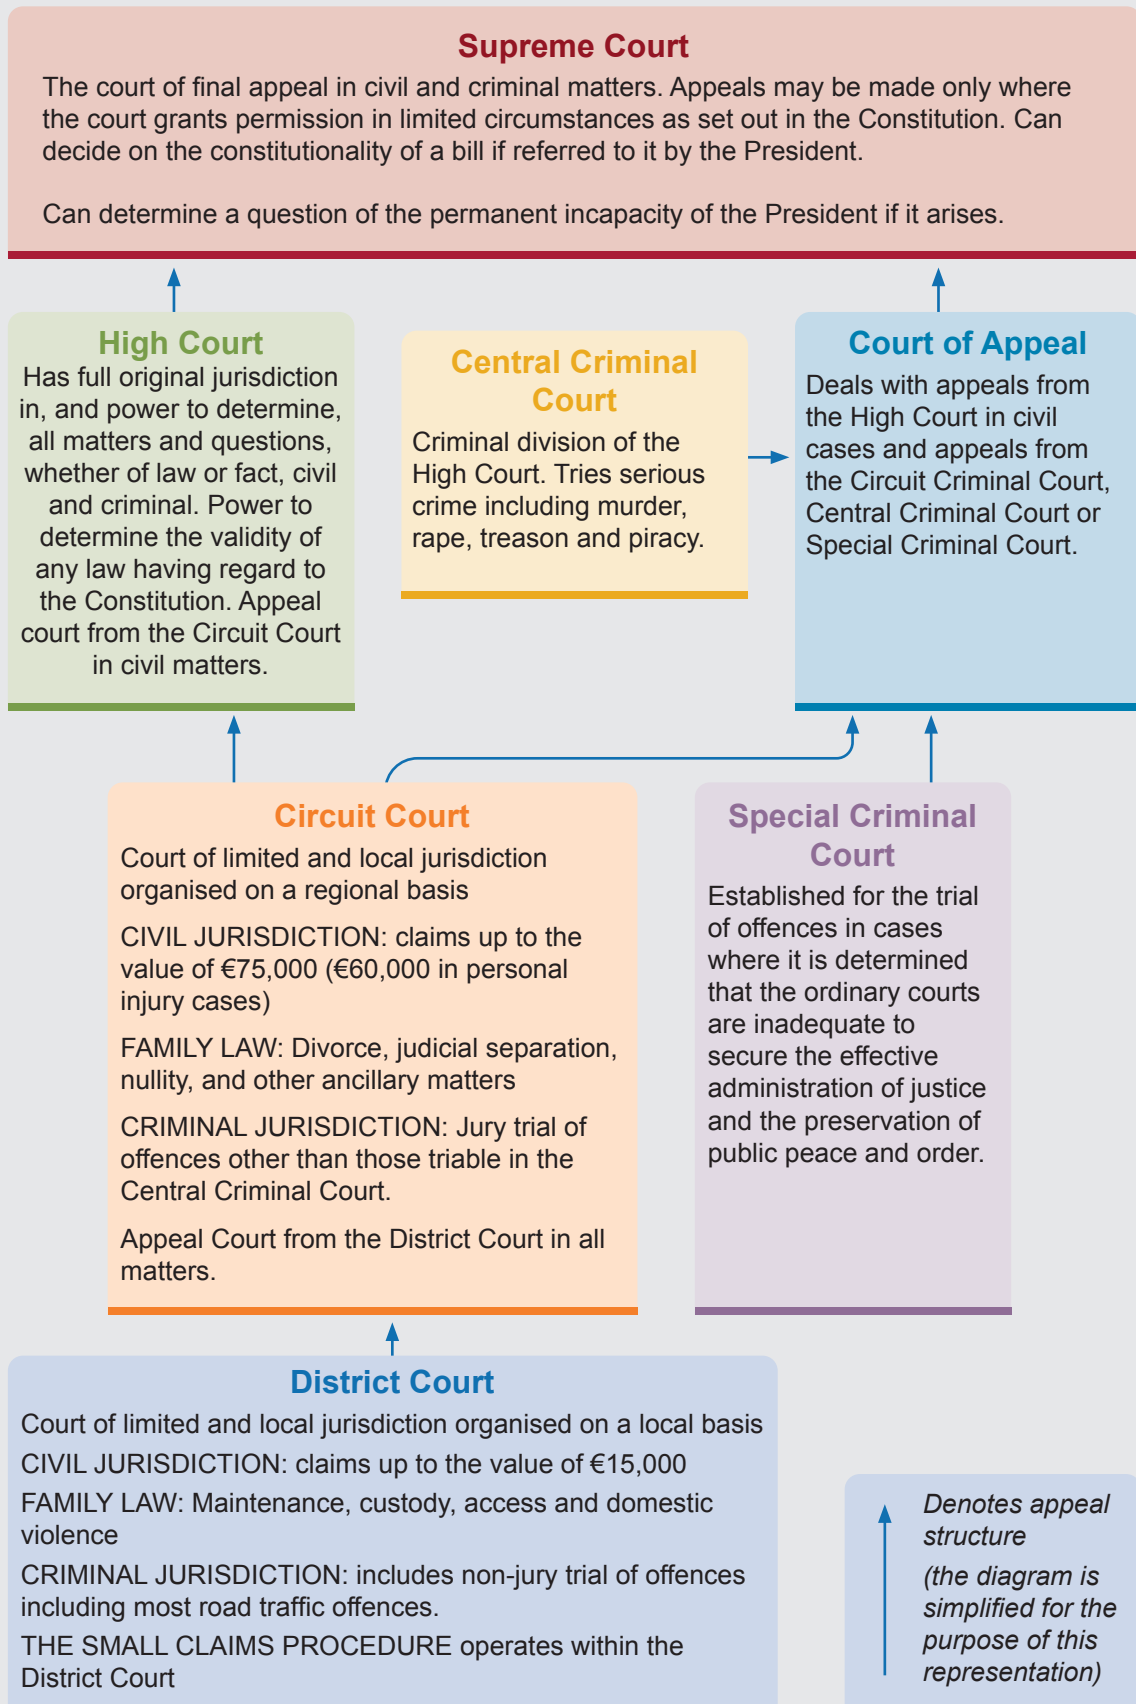 Supreme Court
The court of final appeal in civil and criminal matters. Appeals may be made only where
the court grants permission in limited circumstances as set out in the Constitution. Can
decide on the constitutionality of a bill if referred to it by the President.
Can determine a question of the permanent incapacity of the President if it arises.
High Court
Has full original jurisdiction
in, and power to determine,
all matters and questions,
whether of law or fact, civil
and criminal. Power to
determine the validity of
any law having regard to
the Constitution. Appeal
court from the Circuit Court
in civil matters.
Central Criminal
Court
Criminal division of the
High Court. Tries serious
crime including murder,
rape, treason and piracy.
Court of Appeal
Deals with appeals from
the High Court in civil
cases and appeals from
the Circuit Criminal Court,
Central Criminal Court or
Special Criminal Court.
Circuit Court
Court of limited and local jurisdiction
organised on a regional basis
CIVIL JURISDICTION: claims up to the
value of €75,000 (€60,000 in personal
injury cases)
FAMILY LAW: Divorce, judicial separation,
nullity, and other ancillary matters
CRIMINAL JURISDICTION: Jury trial of
offences other than those triable in the
Central Criminal Court.
Appeal Court from the District Court in all
matters.
Special Criminal
Court
Established for the trial
of offences in cases
where it is determined
that the ordinary courts
are inadequate to
secure the effective
administration of justice
and the preservation of
public peace and order.
District Court
Court of limited and local jurisdiction organised on a local basis
CIVIL JURISDICTION: claims up to the value of €15,000
FAMILY LAW: Maintenance, custody, access and domestic
violence
CRIMINAL JURISDICTION: includes non-jury trial of offences
including most road traffic offences.
THE SMALL CLAIMS PROCEDURE operates within the
District Court
Denotes appeal
structure
(the diagram is
simplified for the
purpose of this
representation)